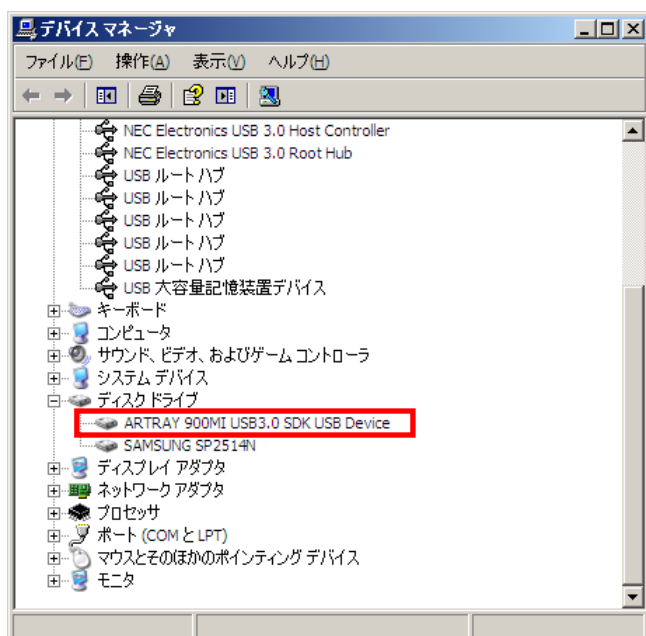 デバイス マネージャ
ファイル(F) 操作(A) 表示(V) ヘルプ(H)
NEC Electronics USB 3.0 Host Controller
NEC Electronics USB 3.0 Root Hub
USB ルート ハブ
USB ルート ハブ
USB ルート ハブ
USB ルート ハブ
USB ルート ハブ
USB 大容量記憶装置デバイス
キーボード
コンピュータ
サウンド、ビデオ、およびゲーム コントローラ
システム デバイス
ディスク ドライブ
ARTRAY 900MI USB3.0 SDK USB Device
SAMSUNG SP2514N
ディスプレイ アダプタ
ネットワーク アダプタ
プロセッサ
ポート (COM と LPT)
マウスとそのほかのポインティング デバイス
モニタ